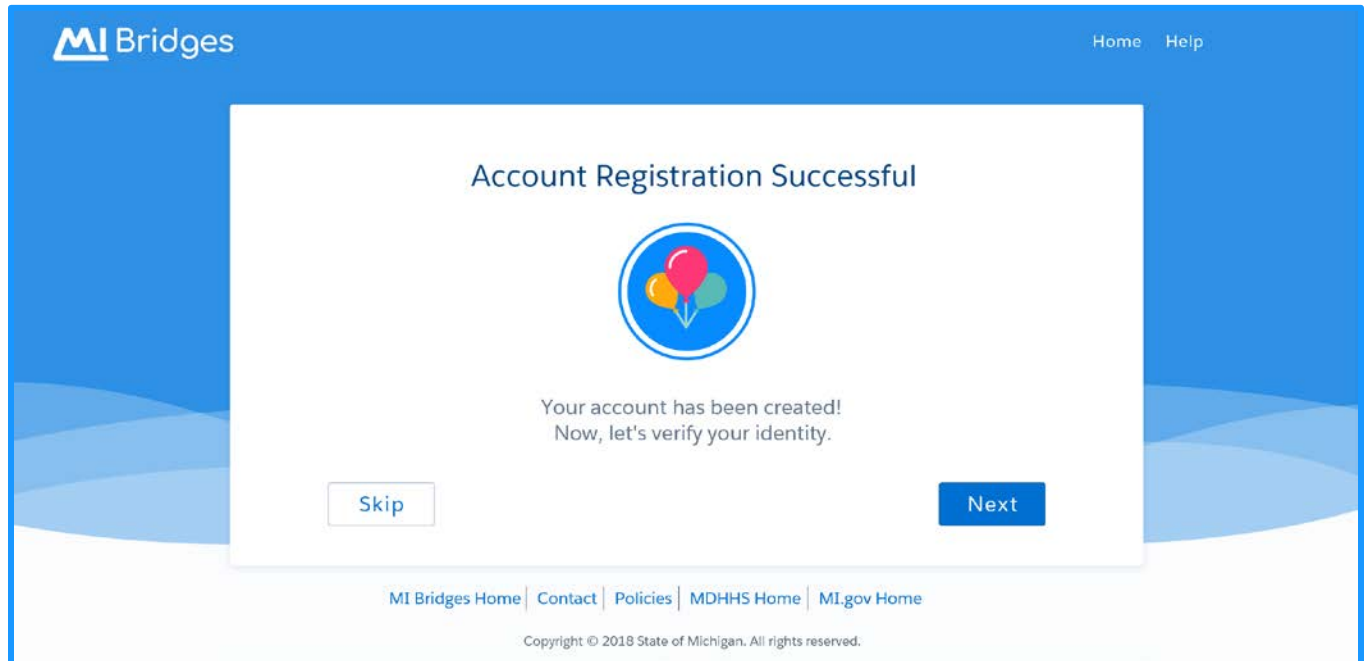 MI Bridges
Home Help
Account Registration Successful
Your account has been created!
Now, let's verify your identity.
Skip
Next
MI Bridges Home | Contact | Policies | MDHHS Home | MI.gov Home
Copyright © 2018 State of Michigan. All rights reserved.